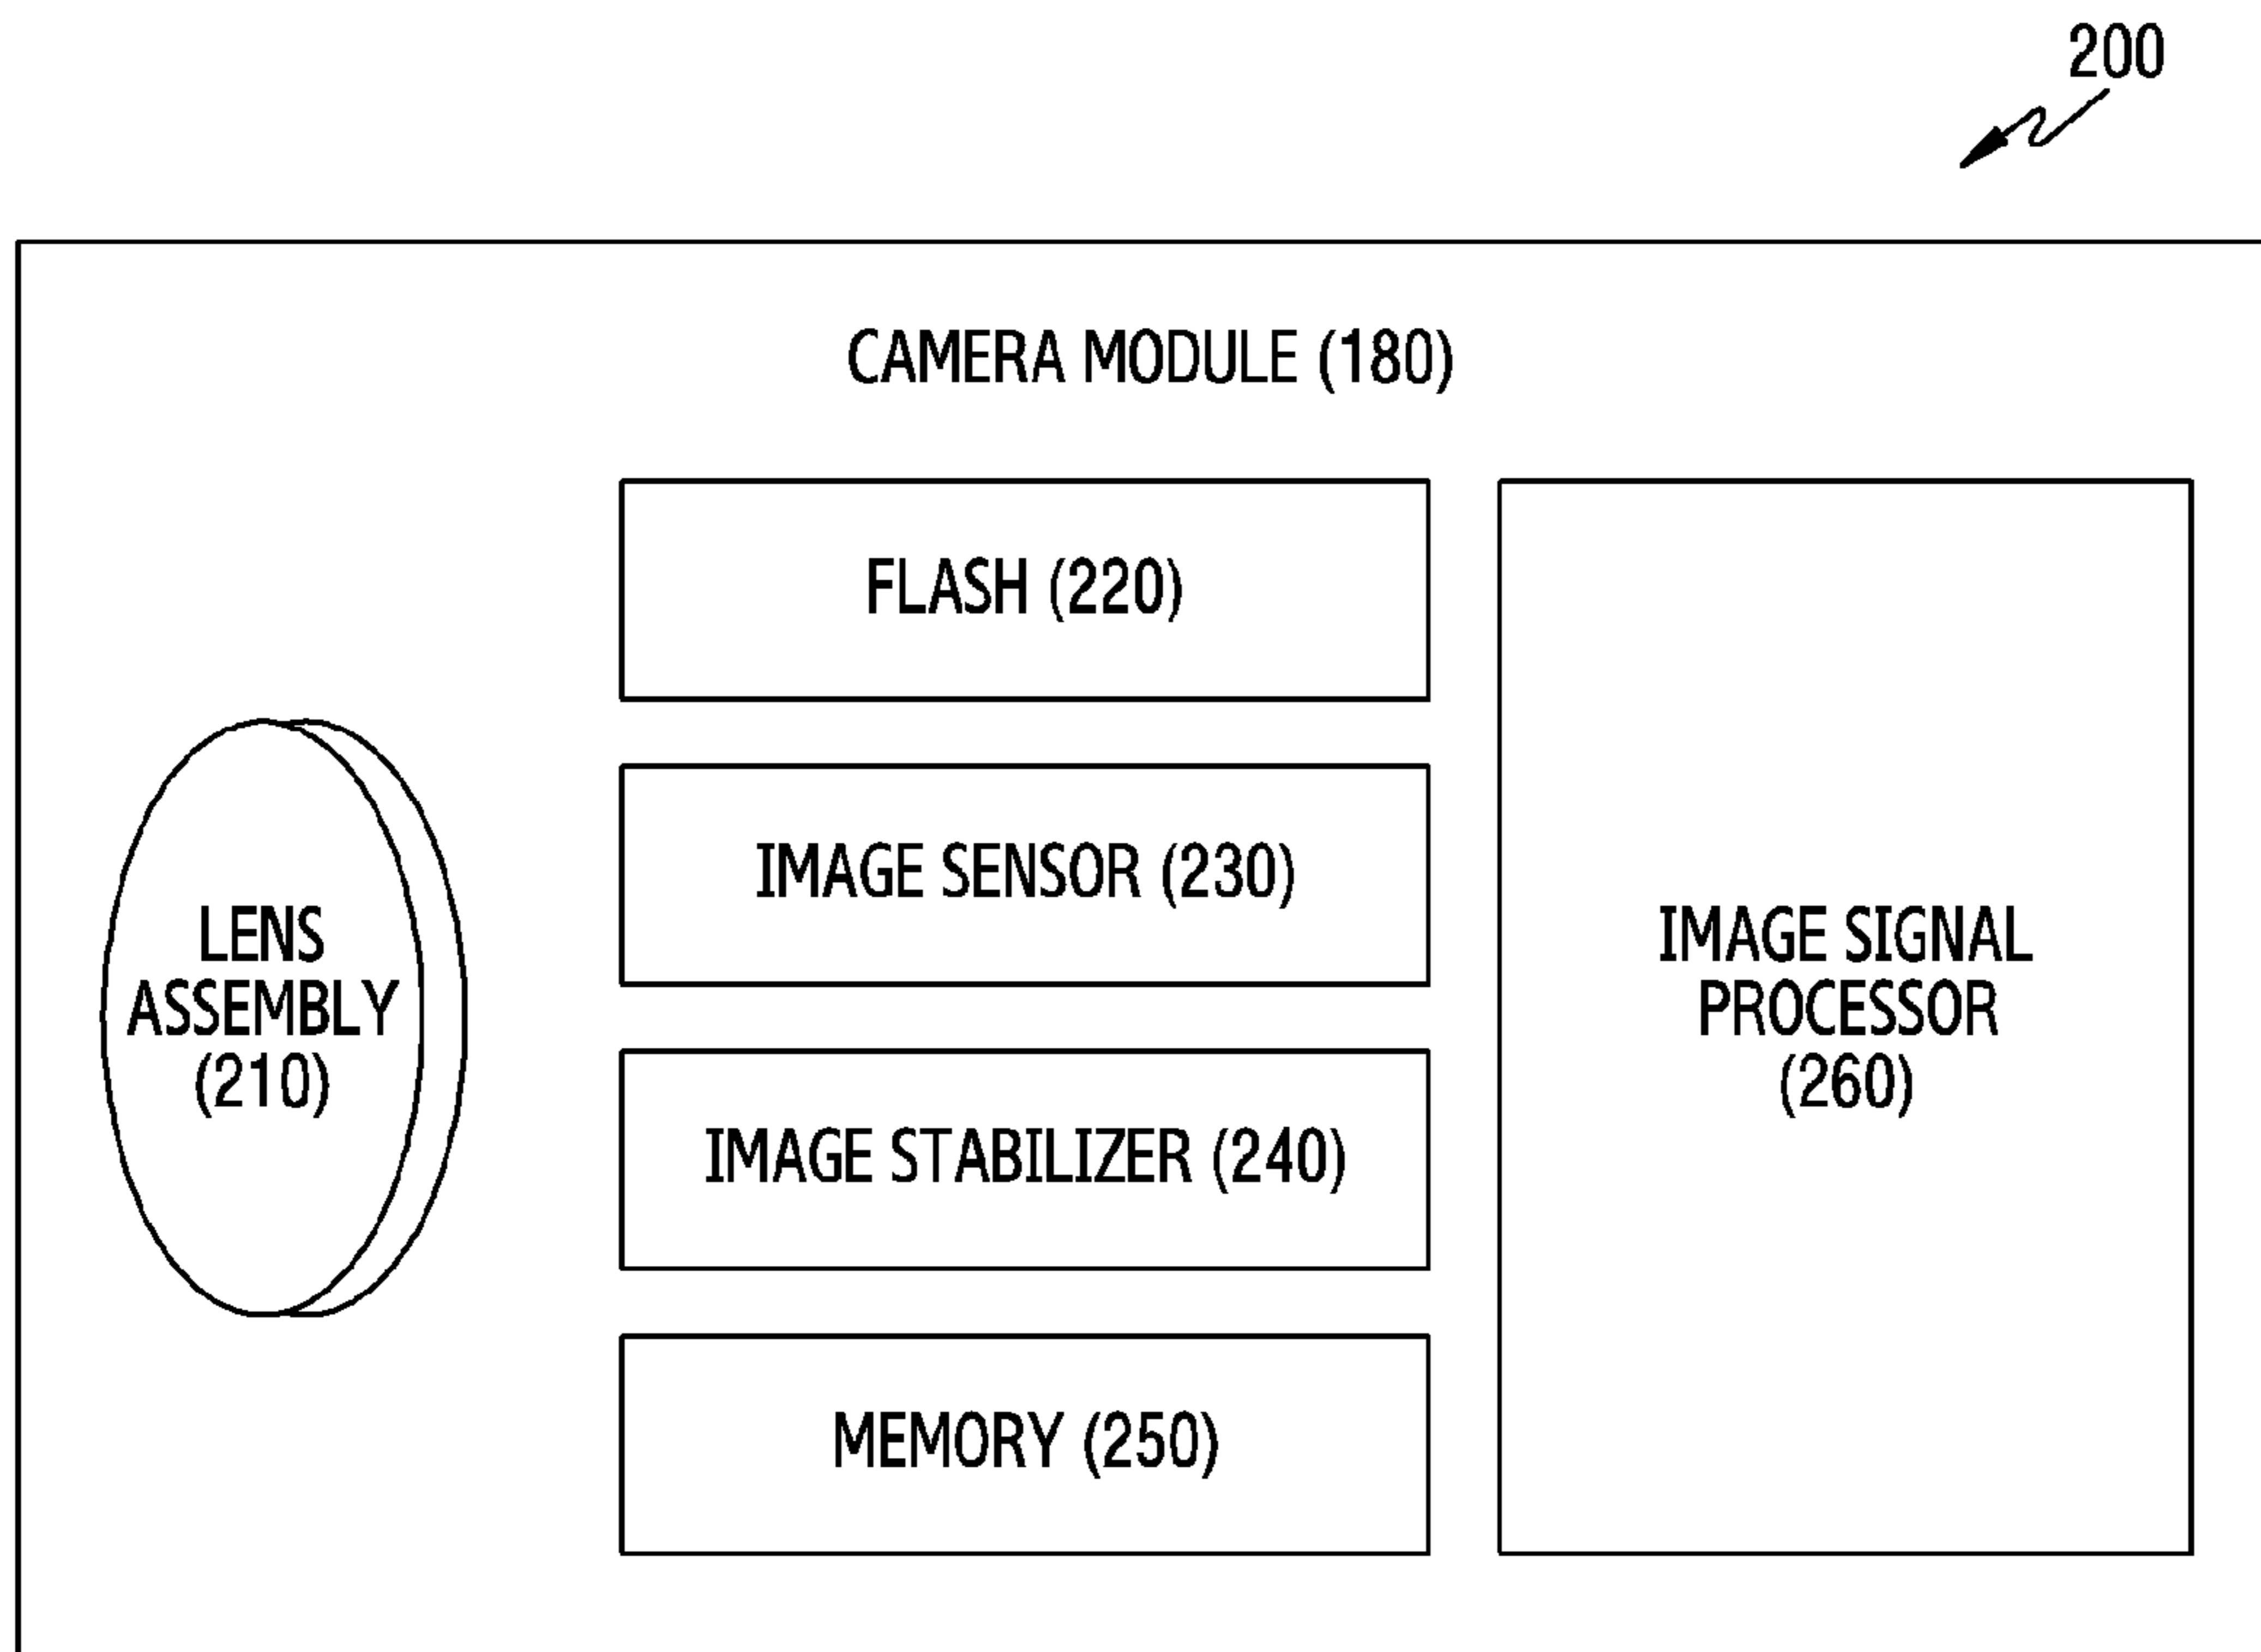 200
CAMERA MODULE (180)
FLASH (220)
IMAGE SENSOR (230)
LENS
ASSEMBLY
(210)
IMAGE STABILIZER (240)
MEMORY (250)
IMAGE SIGNAL
PROCESSOR
(260)